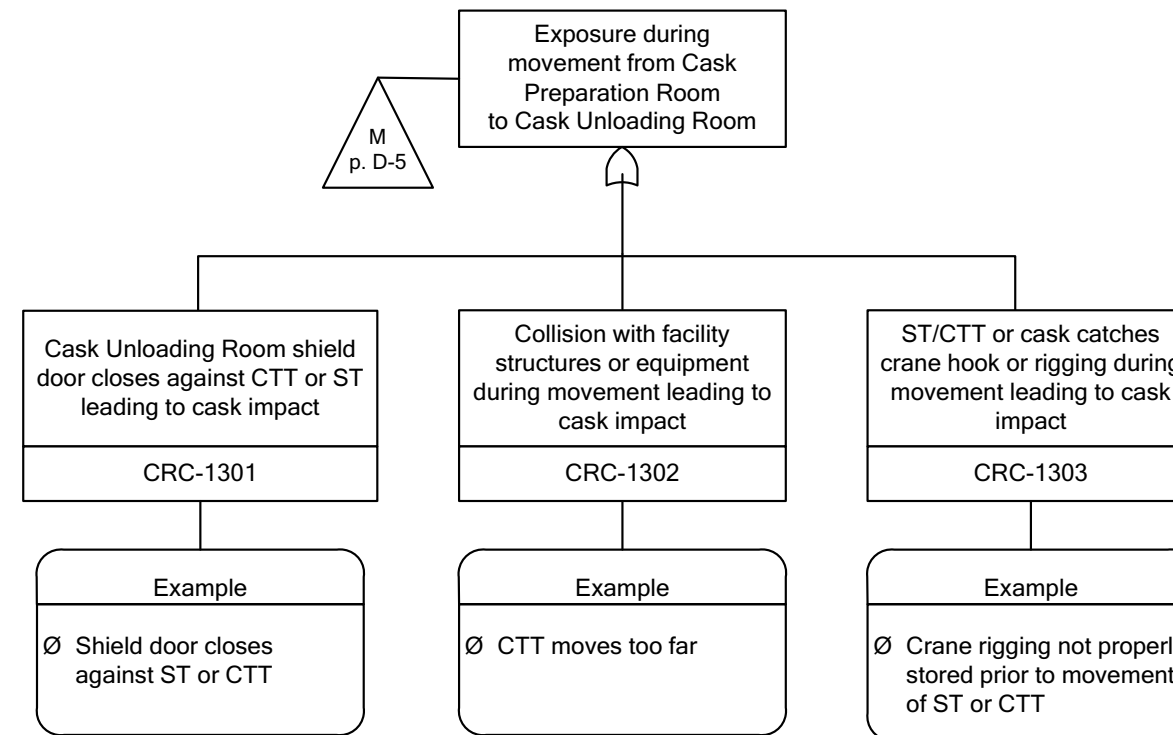 Exposure during
movement from Cask
Preparation Room
to Cask Unloading Room
M
p. D-5
Cask Unloading Room shield
door closes against CTT or ST
leading to cask impact
CRC-1301
Collision with facility
structures or equipment
during movement leading to
cask impact
CRC-1302
ST/CTT or cask catches
crane hook or rigging during
movement leading to cask
impact
CRC-1303
Example
Ø Shield door closes
against ST or CTT
Example
Ø CTT moves too far
Example
Ø Crane rigging not properl
stored prior to movement
of ST or CTT